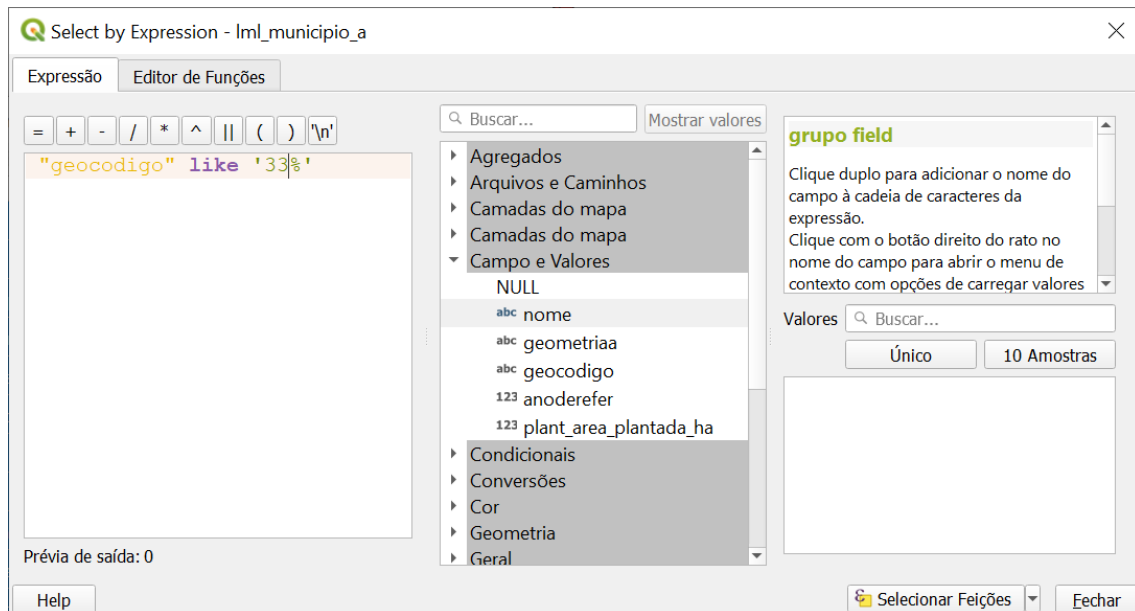 Select by Expression - lml_municipio_a
Expressão
Editor de Funções
= + - / * ^ || ( ) '\n'
"geocodigo" like '33%'
Prévia de saída: 0
Buscar...
Mostrar valores
Agregados
Arquivos e Caminhos
Camadas do mapa
Camadas do mapa
Campo e Valores
NULL
abc nome
abc geometriaa
abc geocodigo
123 anoderefer
123 plant_area_plantada_ha
Condicionais
Conversões
Cor
Geometria
Geral
grupo field
Clique duplo para adicionar o nome do
campo à cadeia de caracteres da
expressão.
Clique com o botão direito do rato no
nome do campo para abrir o menu de
contexto com opções de carregar valores
Valores
Buscar...
Único
10 Amostras
Help
Selecionar Feições
Fechar